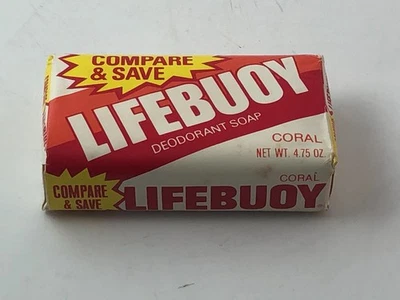 COMPARE
& SAVE
LIFEBUOY
DEODORANT SOAP
CORAL
NET WT. 4.75 OZ.
COMPARE
& SAVE
CORAL
LIFEBUOY